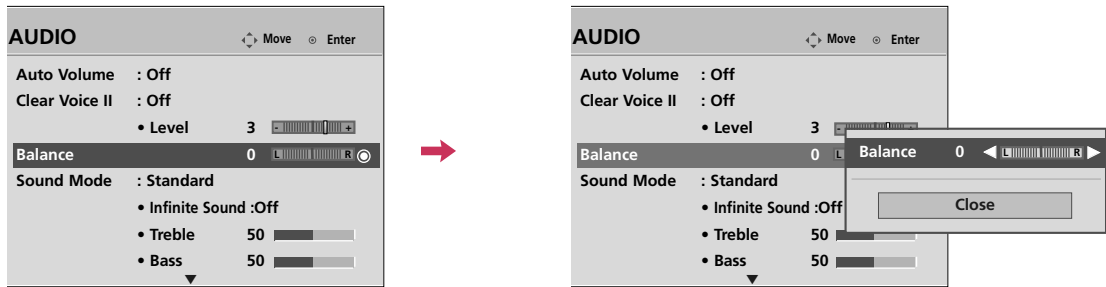 AUDIO Move Enter
Auto Volume : Off
Clear Voice II : Off
• Level 3 - +
Balance 0 L R
Sound Mode : Standard
• Infinite Sound :Off
• Treble 50
• Bass 50
AUDIO Move Enter
Auto Volume : Off
Clear Voice II : Off
• Level 3 - +
Balance 0 L
Sound Mode : Standard
• Infinite Sound :Off
• Treble 50
• Bass 50
Balance 0 L R
Close